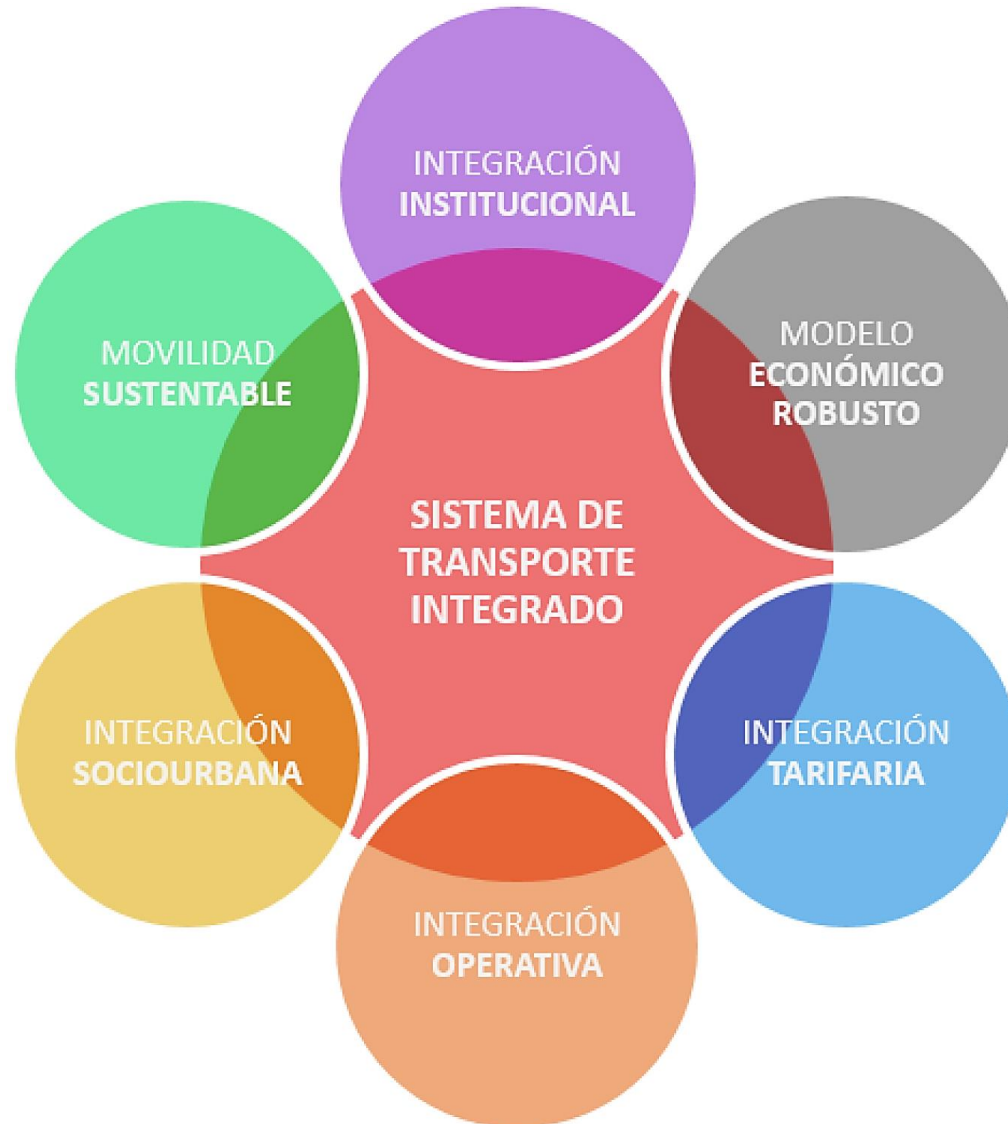 INTEGRACIÓN
INSTITUCIONAL
MODELO
ECONÓMICO
ROBUSTO
MOVILIDAD
SUSTENTABLE
SISTEMA DE
TRANSPORTE
INTEGRADO
INTEGRACIÓN
SOCIOURBANA
INTEGRACIÓN
TARIFARIA
INTEGRACIÓN
OPERATIVA